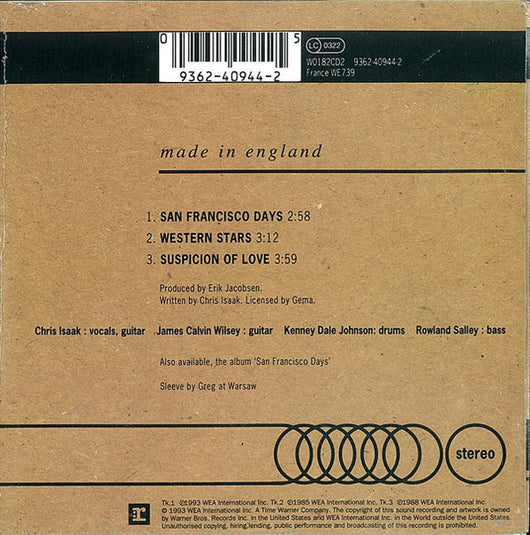 0 5
9362-40944-2
LC 0322
W0182CD2 9362-40944-2
France WE 739
made in england
1. SAN FRANCISCO DAYS 2:58
2. WESTERN STARS 3:12
3. SUSPICION OF LOVE 3:59
Produced by Erik Jacobsen.
Written by Chris Isaak. Licensed by Gema.
Chris Isaak : vocals, guitar James Calvin Wilsey : guitar Kenney Dale Johnson: drums Rowland Salley : bass
Also available, the album 'San Francisco Days'
Sleeve by Greg at Warsaw
stereo
Tk.1 ℗1993 WEA International Inc. Tk.2 ℗1985 WEA International Inc. Tk.3 ℗1988 WEA International Inc.
© 1993 WEA International Inc. A Time Warner Company. The copyright of this sound recording and artwork is owned
by Warner Bros. Records Inc. in the United States and WEA International Inc. in the World outside the United States.
Unauthorised copying, hiring,lending, public performance and broadcasting of this recording is prohibited.